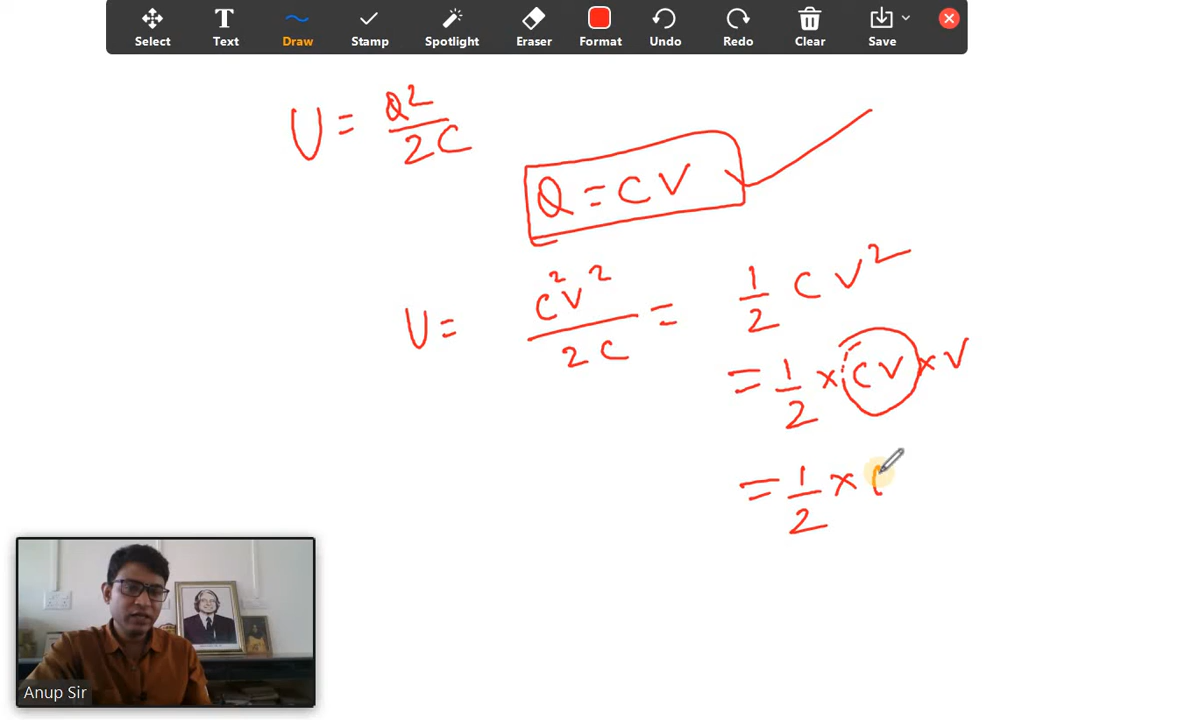 Select Text Draw Stamp Spotlight Eraser Format Undo Redo Clear Save
U = Q²/2C
Q = CV
U = C²V²/2C = 1/2 CV²
= 1/2 × CV × V
= 1/2 ×
Anup Sir